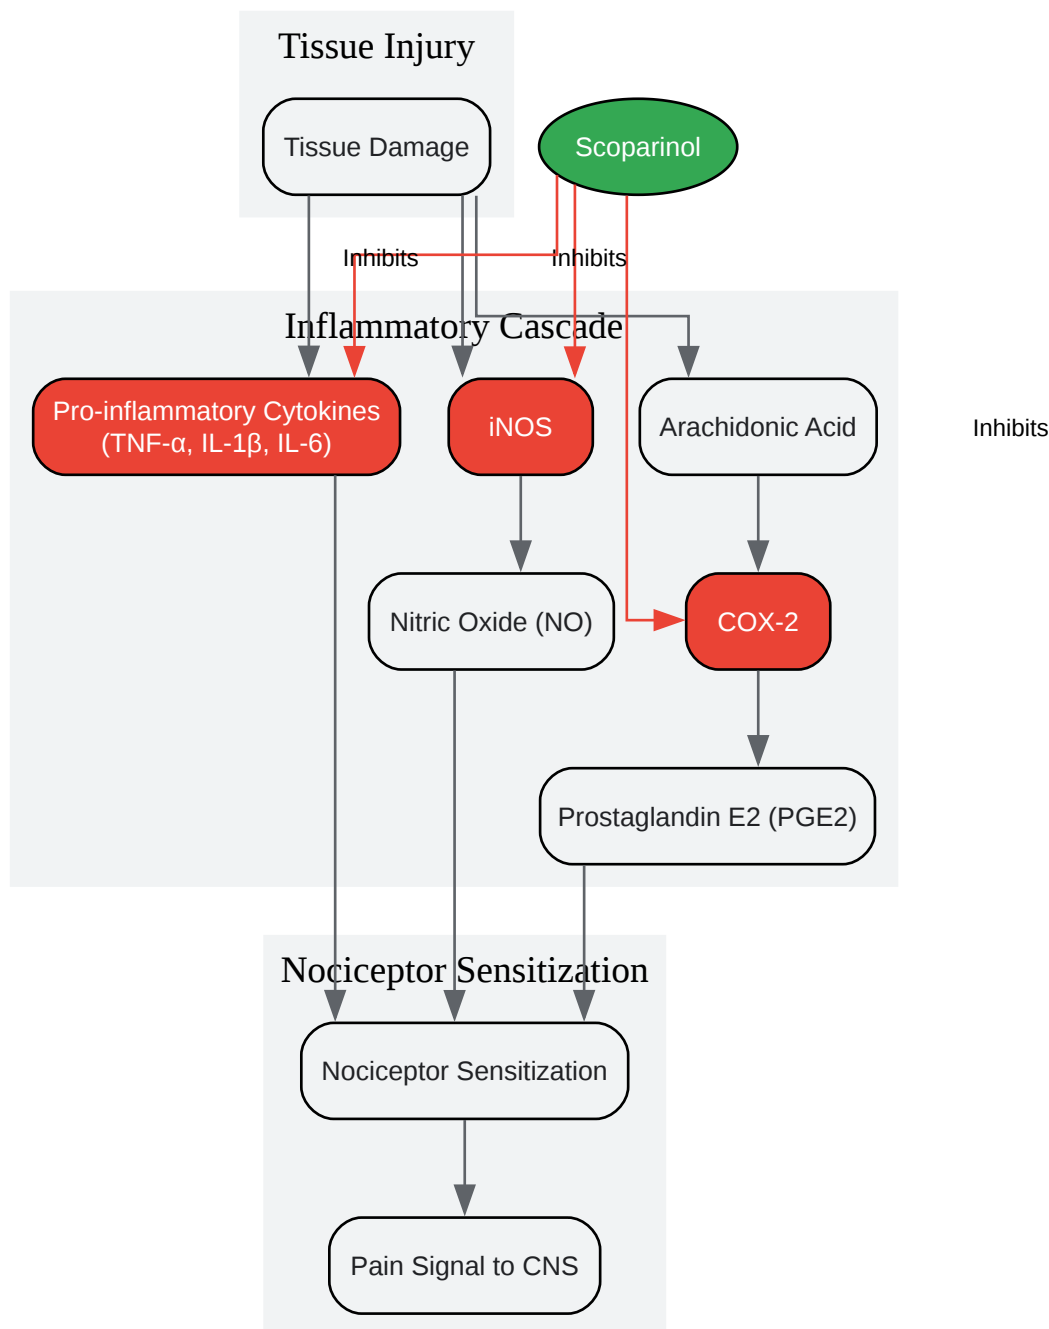 Tissue Injury
Tissue Damage
Scoparinol
Inhibits
Inhibits
Inflammatory Cascade
Pro-inflammatory Cytokines
(TNF-α, IL-1β, IL-6)
iNOS
Arachidonic Acid
Inhibits
Nitric Oxide (NO)
COX-2
Prostaglandin E2 (PGE2)
Nociceptor Sensitization
Nociceptor Sensitization
Pain Signal to CNS